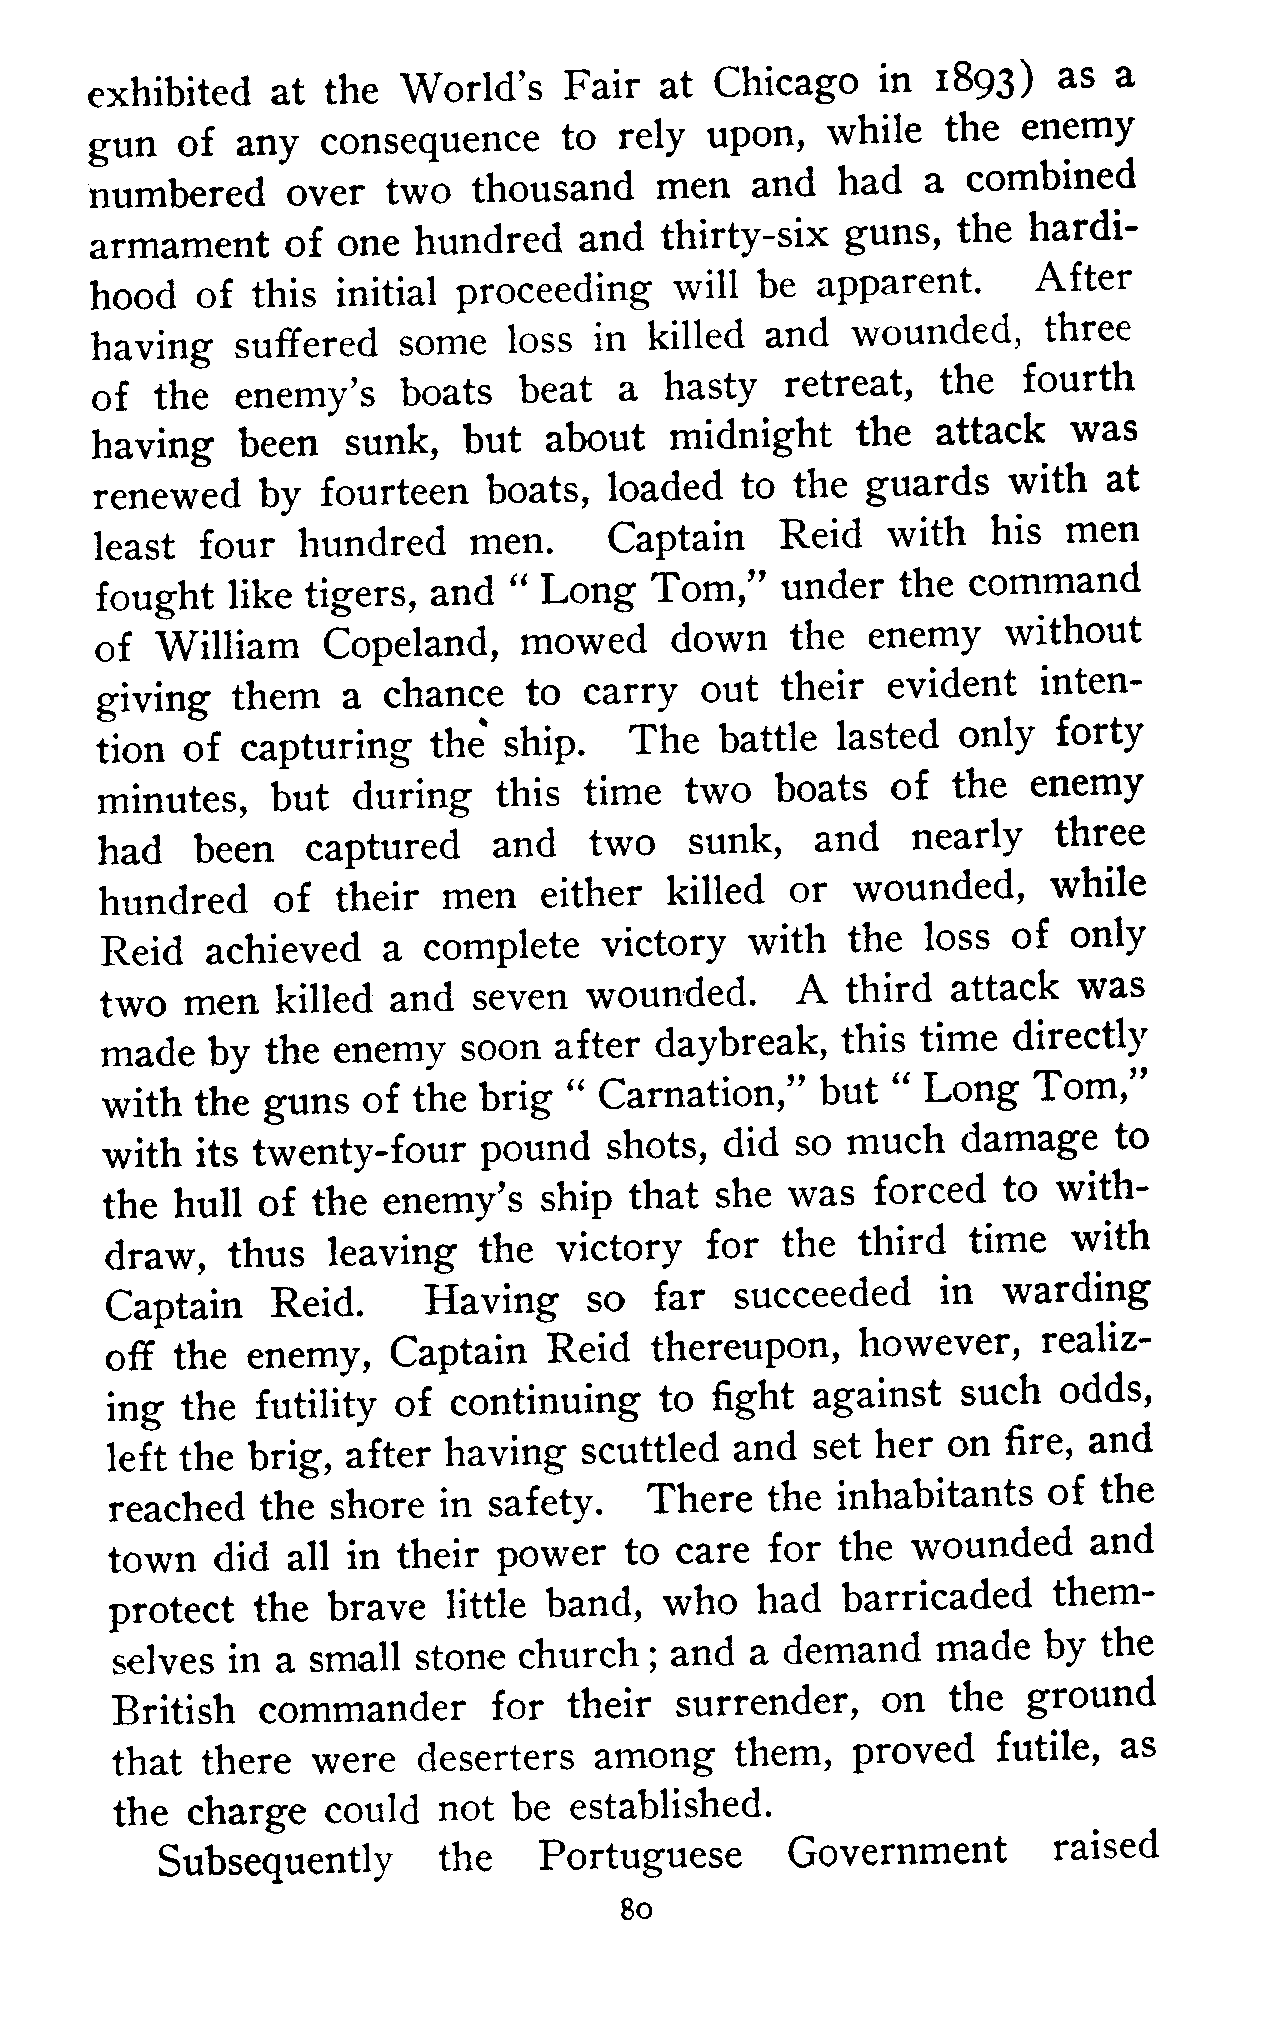 exhibited at the World's Fair at Chicago in 1893) as a
gun of any consequence to rely upon, while the enemy
numbered over two thousand men and had a combined
armament of one hundred and thirty-six guns, the hardi-
hood of this initial proceeding will be apparent. After
having suffered some loss in killed and wounded, three
of the enemy's boats beat a hasty retreat, the fourth
having been sunk, but about midnight the attack was
renewed by fourteen boats, loaded to the guards with at
least four hundred men. Captain Reid with his men
fought like tigers, and " Long Tom," under the command
of William Copeland, mowed down the enemy without
giving them a chance to carry out their evident inten-
tion of capturing the ship. The battle lasted only forty
minutes, but during this time two boats of the enemy
had been captured and two sunk, and nearly three
hundred of their men either killed or wounded, while
Reid achieved a complete victory with the loss of only
two men killed and seven wounded. A third attack was
made by the enemy soon after daybreak, this time directly
with the guns of the brig " Carnation," but " Long Tom,"
with its twenty-four pound shots, did so much damage to
the hull of the enemy's ship that she was forced to with-
draw, thus leaving the victory for the third time with
Captain Reid. Having so far succeeded in warding
off the enemy, Captain Reid thereupon, however, realiz-
ing the futility of continuing to fight against such odds,
left the brig, after having scuttled and set her on fire, and
reached the shore in safety. There the inhabitants of the
town did all in their power to care for the wounded and
protect the brave little band, who had barricaded them-
selves in a small stone church ; and a demand made by the
British commander for their surrender, on the ground
that there were deserters among them, proved futile, as
the charge could not be established.
Subsequently the Portuguese Government raised
80